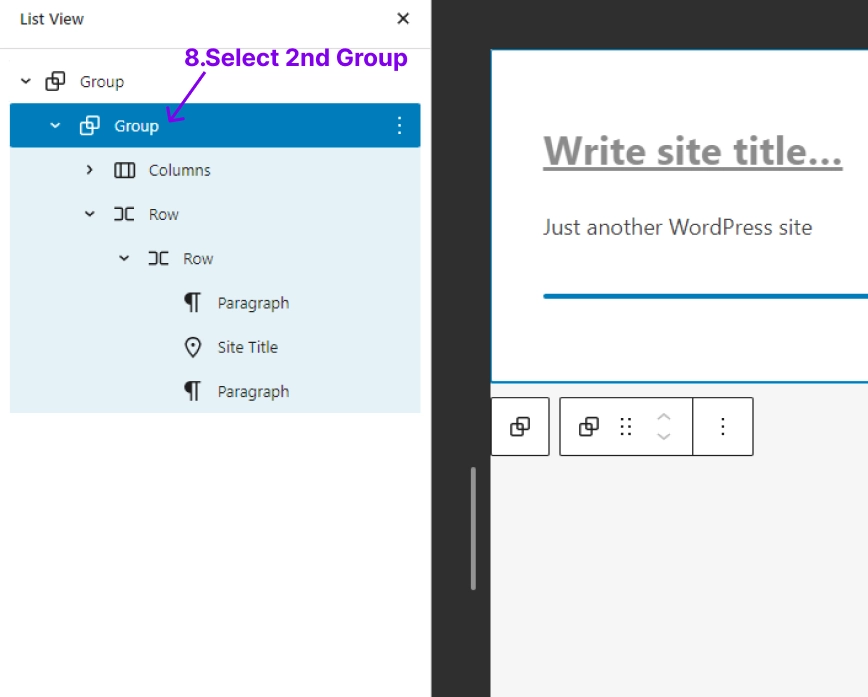 List View
8.Select 2nd Group
Group
Group
Columns
Row
Row
Paragraph
Site Title
Paragraph
Write site title...
Just another WordPress site